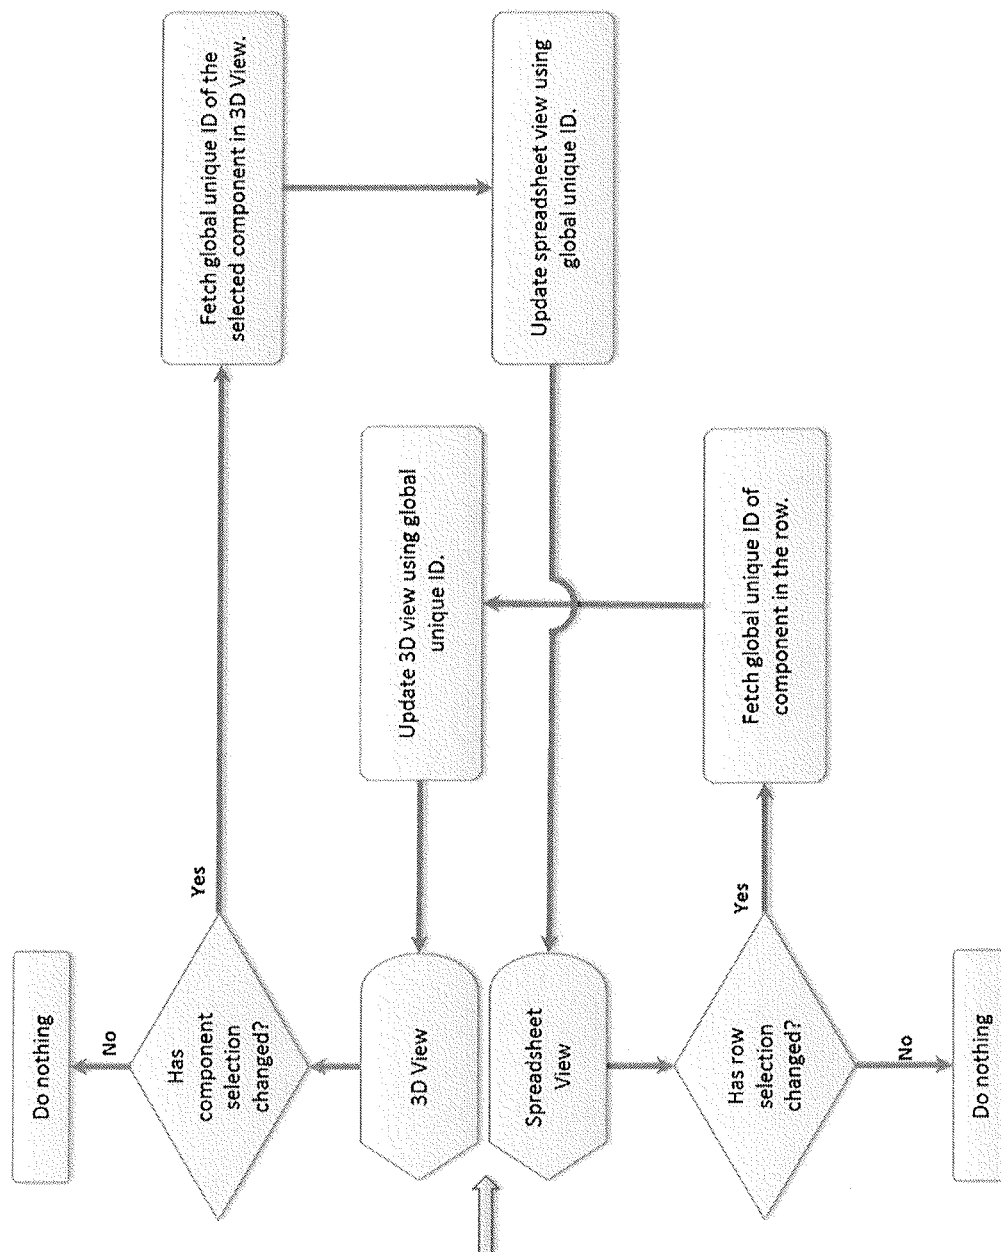 Do nothing
No
Has
component
selection
changed?
Yes
Fetch global unique ID of the
selected component in 3D View.
3D View
Update 3D view using global
unique ID.
Spreadsheet
View
Update spreadsheet view using
global unique ID.
Has row
selection
changed?
Yes
Fetch global unique ID of
component in the row.
No
Do nothing